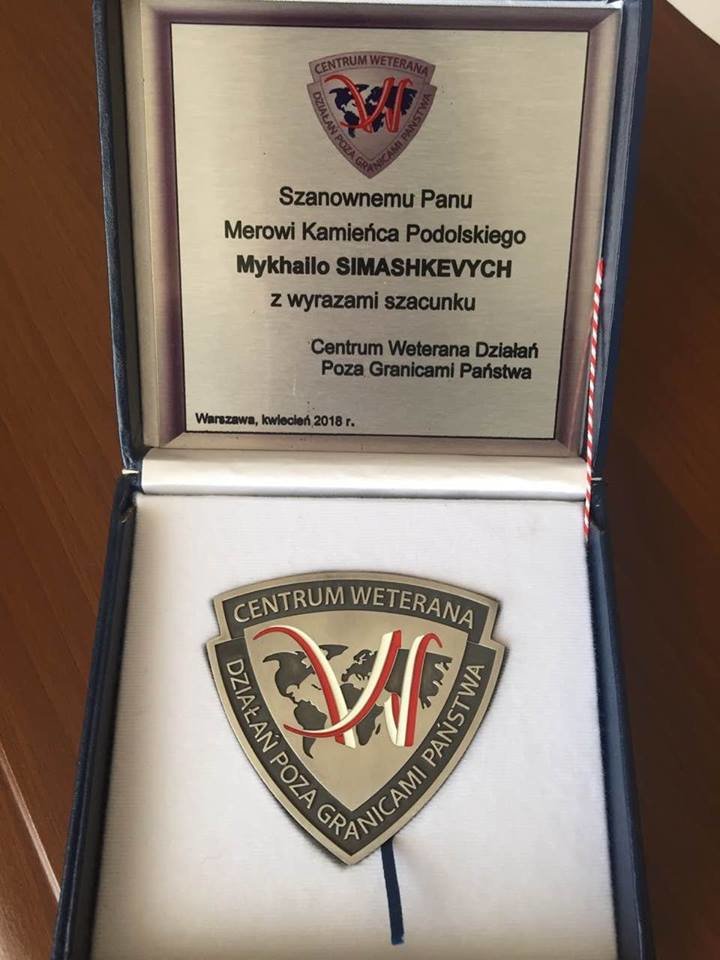 CENTRUM WETERANA
DZIAŁAŃ POZA GRANICAMI PAŃSTWA
W
Szanownemu Panu
Merowi Kamieńca Podolskiego
Mykhailo SIMASHKEVYCH
z wyrazami szacunku
Centrum Weterana Działań
Poza Granicami Państwa
Warszawa, kwiecień 2018 r.
CENTRUM WETERANA
DZIAŁAŃ POZA GRANICAMI PAŃSTWA
W